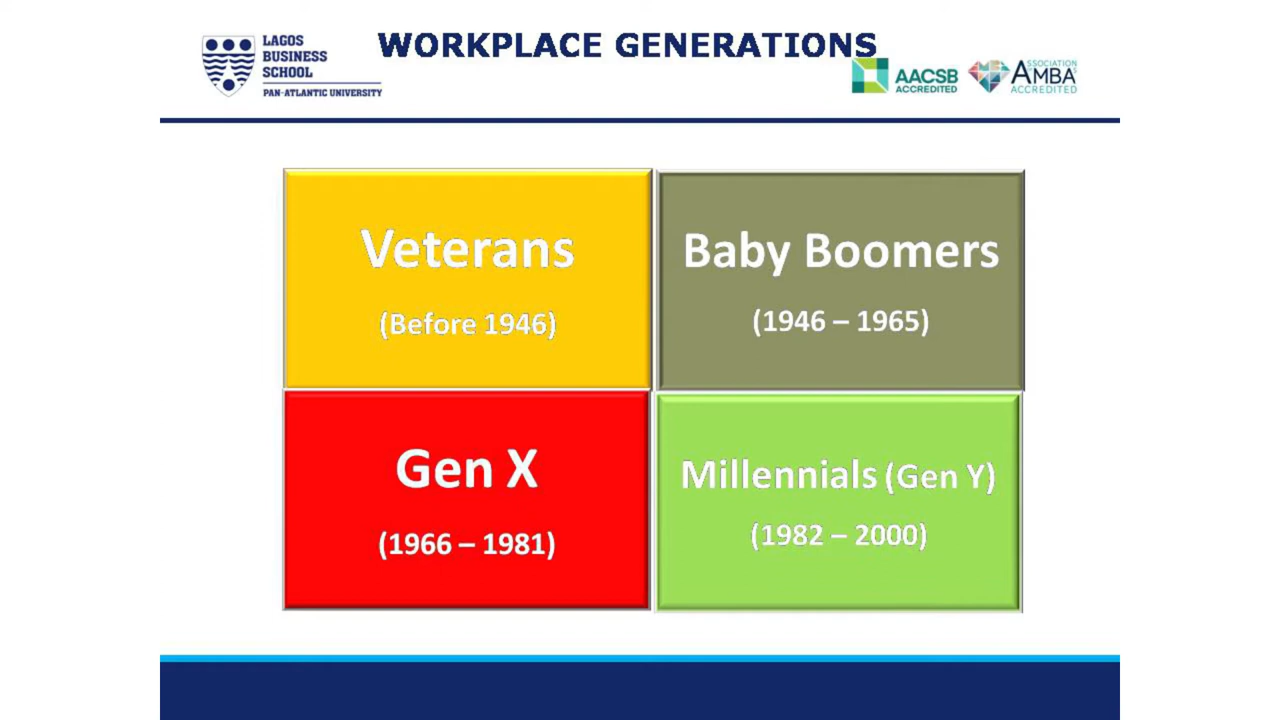 LAGOS
BUSINESS
SCHOOL
PAN-ATLANTIC UNIVERSITY
WORKPLACE GENERATIONS
AACSB
ACCREDITED
ASSOCIATION
AMBA'S
ACCREDITED
Veterans
(Before 1946)
Baby Boomers
(1946 – 1965)
Gen X
(1966 – 1981)
Millennials (Gen Y)
(1982 – 2000)